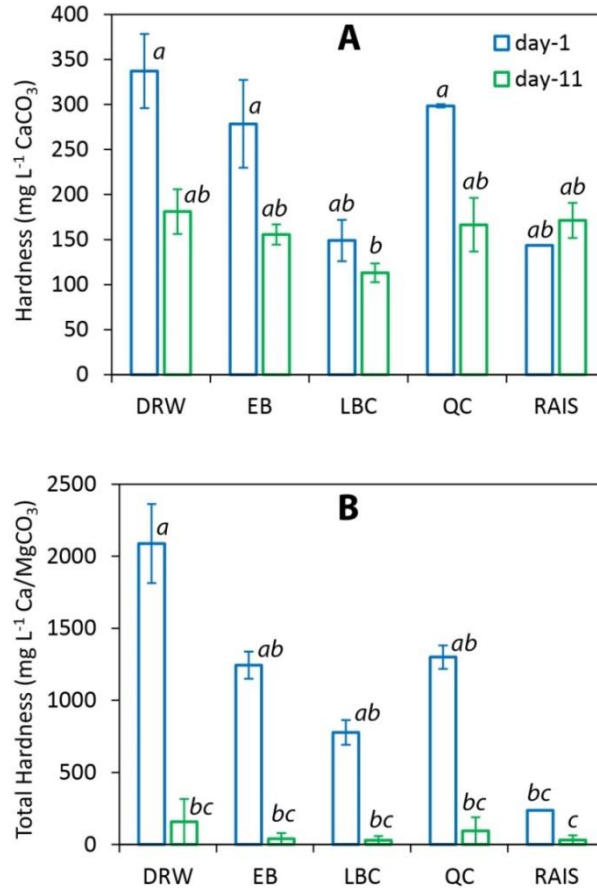 A
day-1
day-11
Hardness (mg L⁻¹ CaCO₃)
400
350
300
250
200
150
100
50
0
a
ab
a
ab
ab
b
a
ab
ab
ab
DRW EB LBC QC RAIS
B
Total Hardness (mg L⁻¹ Ca/MgCO₃)
2500
2000
1500
1000
500
0
a
bc
ab
bc
ab
bc
ab
bc
bc
c
DRW EB LBC QC RAIS